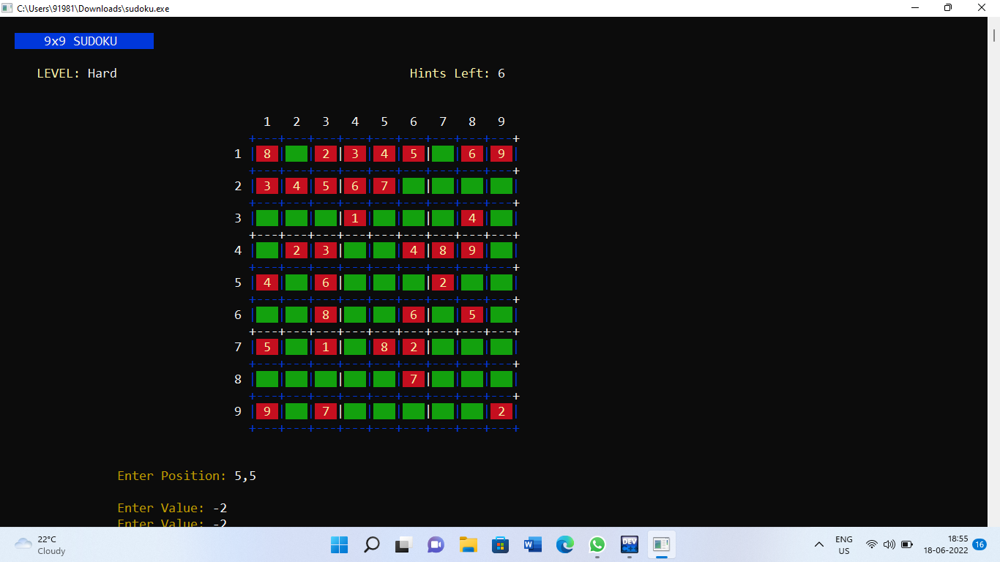 C:\Users\91981\Downloads\sudoku.exe
9x9 SUDOKU
LEVEL: Hard Hints Left: 6
1 2 3 4 5 6 7 8 9
1 8 2 3 4 5 6 9
2 3 4 5 6 7
3 1 4
4 2 3 4 8 9
5 4 6 2
6 8 6 5
7 5 1 8 2
8 7
9 9 7 2
Enter Position: 5,5
Enter Value: -2
Enter Value: -2
22°C
Cloudy
W
DEV
ENG
US
18:55
18-06-2022
16